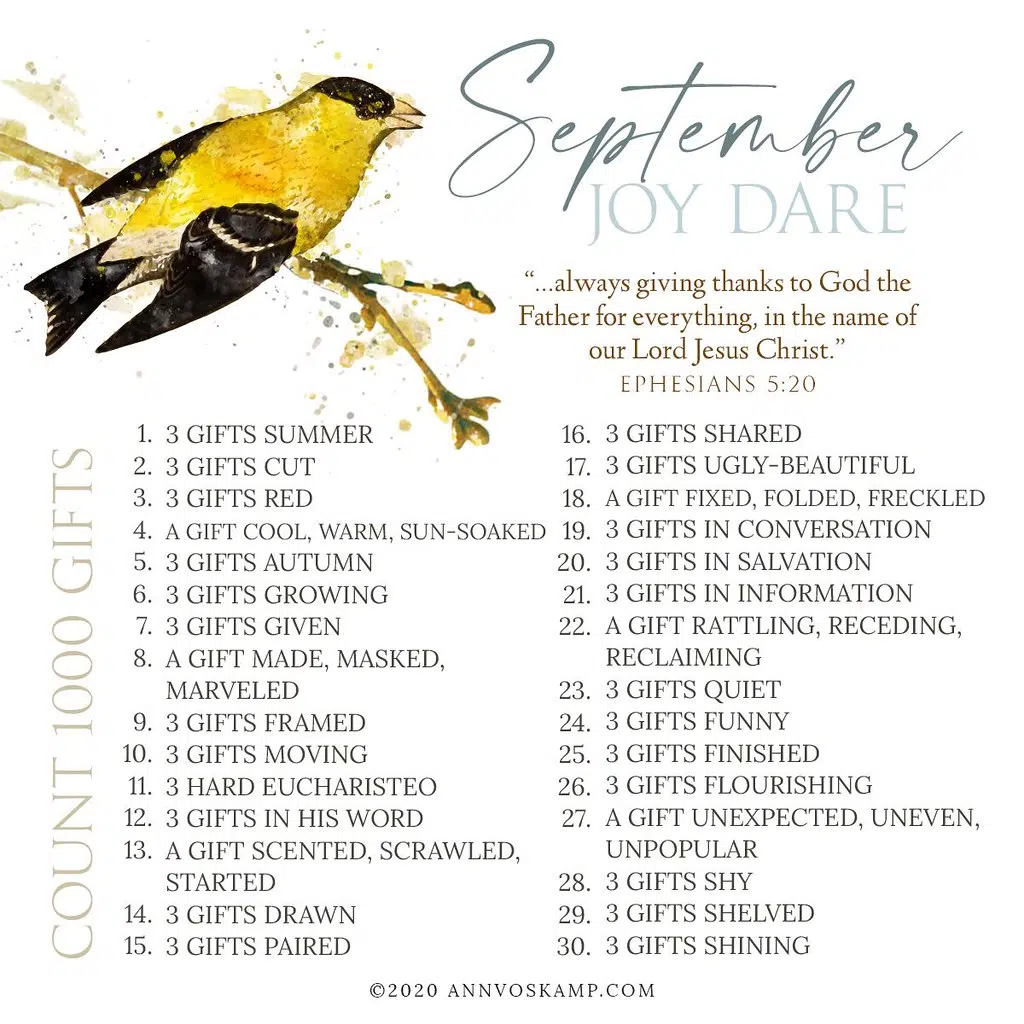 September
JOY DARE
“...always giving thanks to God the
Father for everything, in the name of
our Lord Jesus Christ.”
EPHESIANS 5:20
COUNT 1000 GIFTS
1. 3 GIFTS SUMMER
2. 3 GIFTS CUT
3. 3 GIFTS RED
4. A GIFT COOL, WARM, SUN-SOAKED
5. 3 GIFTS AUTUMN
6. 3 GIFTS GROWING
7. 3 GIFTS GIVEN
8. A GIFT MADE, MASKED,
MARVELED
9. 3 GIFTS FRAMED
10. 3 GIFTS MOVING
11. 3 HARD EUCHARISTEO
12. 3 GIFTS IN HIS WORD
13. A GIFT SCENTED, SCRAWLED,
STARTED
14. 3 GIFTS DRAWN
15. 3 GIFTS PAIRED
16. 3 GIFTS SHARED
17. 3 GIFTS UGLY-BEAUTIFUL
18. A GIFT FIXED, FOLDED, FRECKLED
19. 3 GIFTS IN CONVERSATION
20. 3 GIFTS IN SALVATION
21. 3 GIFTS IN INFORMATION
22. A GIFT RATTLING, RECEDING,
RECLAIMING
23. 3 GIFTS QUIET
24. 3 GIFTS FUNNY
25. 3 GIFTS FINISHED
26. 3 GIFTS FLOURISHING
27. A GIFT UNEXPECTED, UNEVEN,
UNPOPULAR
28. 3 GIFTS SHY
29. 3 GIFTS SHELVED
30. 3 GIFTS SHINING
©2020 ANNVOSKAMP.COM